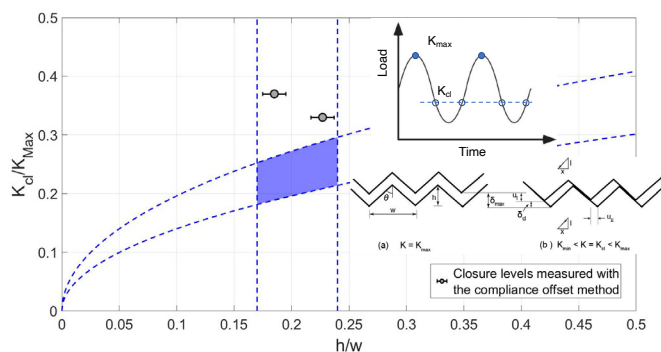 0.5
0.4
0.3
0.2
0.1
0
K_cl/K_Max
0
0.05
0.1
0.15
0.2
0.25
0.3
0.35
0.4
0.45
0.5
h/w
Load
K_max
K_cl
Time
θ
w
h
δ_max
u_I
δ_d
u_II
x
I
x
I
(a) K = K_max
(b ) K_min < K = K_cl < K_max
Closure levels measured with
the compliance offset method